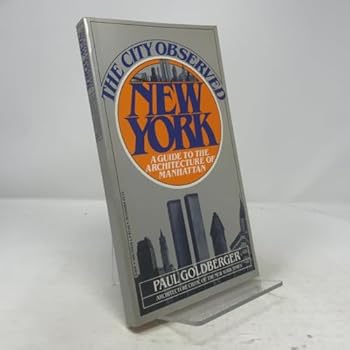 THE CITY OBSERVED
NEW
YORK
A GUIDE TO THE
ARCHITECTURE OF
MANHATTAN
PAUL GOLDBERGER
ARCHITECTURE CRITIC OF THE NEW YORK TIMES